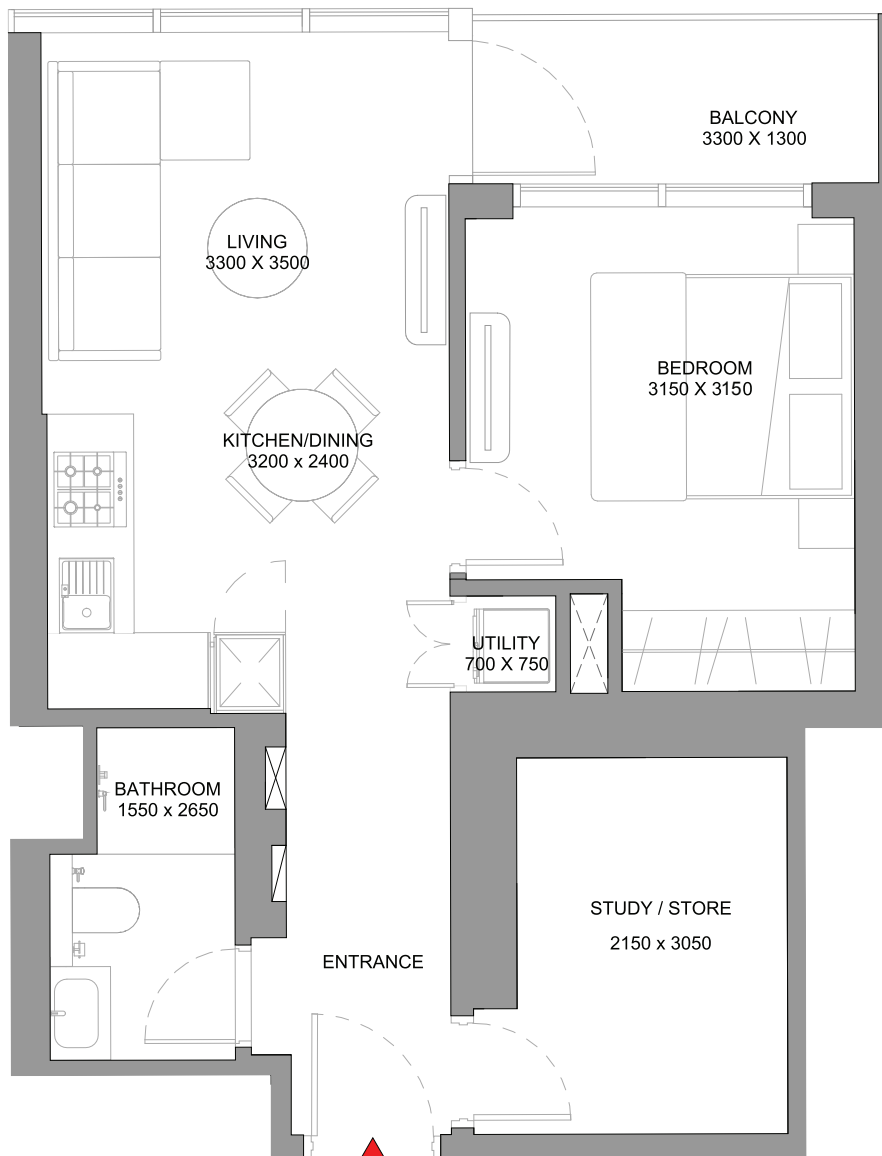 BALCONY
3300 X 1300
LIVING
3300 X 3500
BEDROOM
3150 X 3150
KITCHEN/DINING
3200 x 2400
UTILITY
700 X 750
BATHROOM
1550 x 2650
STUDY / STORE
2150 x 3050
ENTRANCE